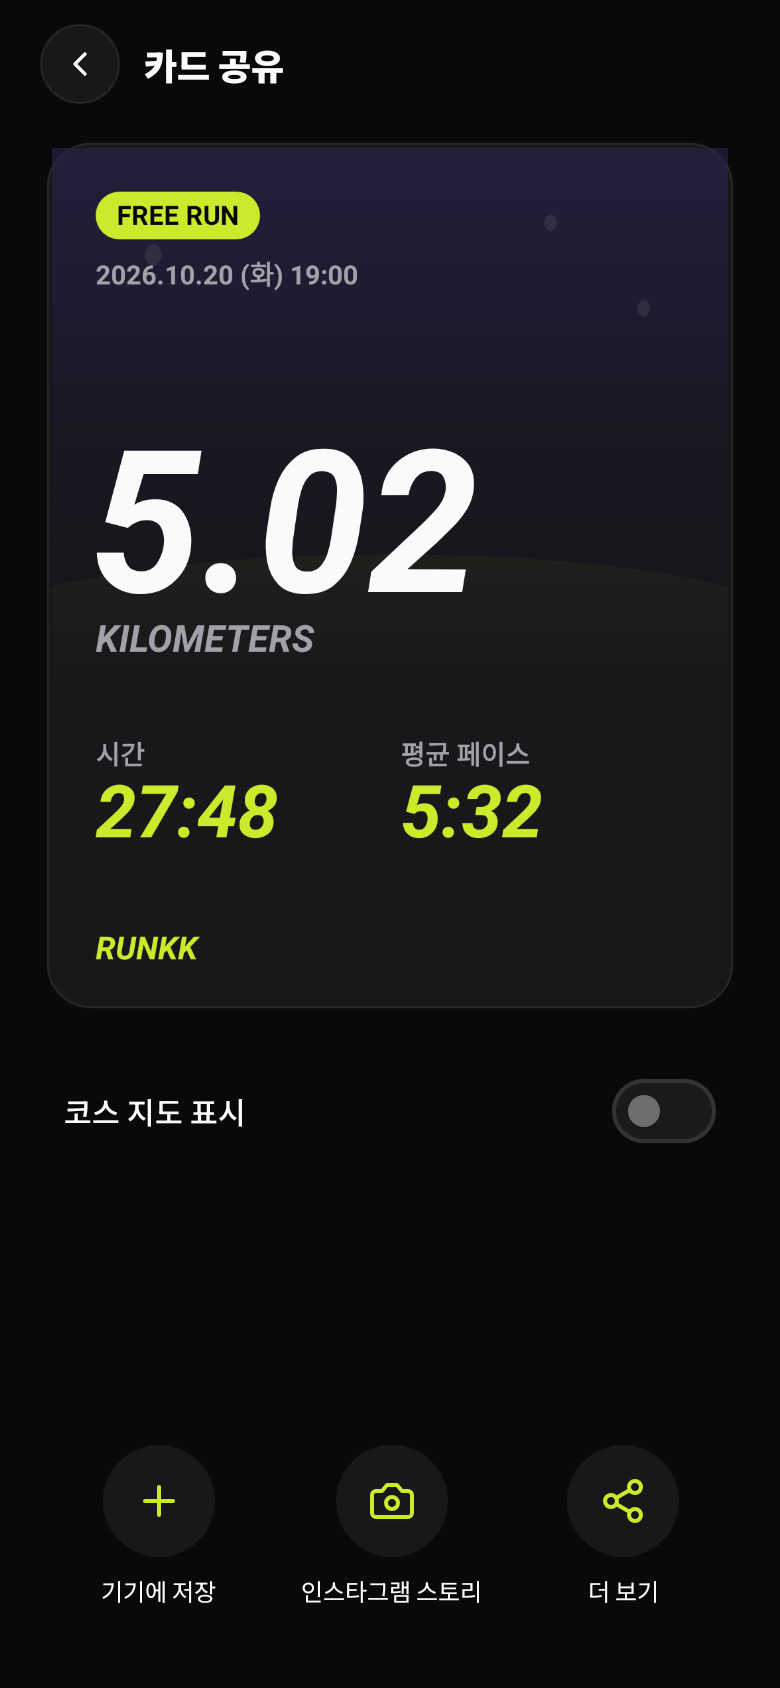 카드 공유
FREE RUN
2026.10.20 (화) 19:00
5.02
KILOMETERS
시간 평균 페이스
27:48 5:32
RUNKK
코스 지도 표시
기기에 저장 인스타그램 스토리 더 보기